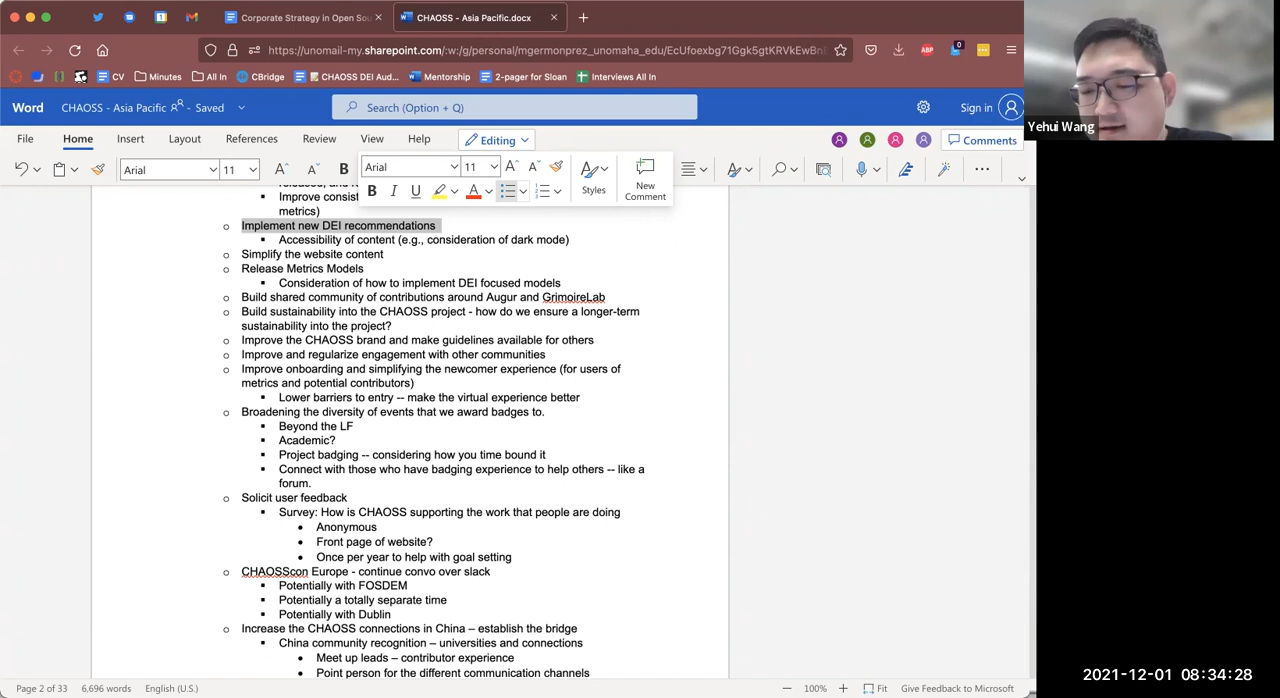 Corporate Strategy in Open Sou
CHAOSS - Asia Pacific.docx
https://unomail-my.sharepoint.com/:w:/g/personal/mgermonprez_unomaha_edu/EcUfoexbg71Ggk5gtKRVkEwBn
ABP
0
CV
Minutes
All In
CBridge
CHAOSS DEI Aud...
Mentorship
2-pager for Sloan
Interviews All In
Word
CHAOSS - Asia Pacific
- Saved
Search (Option + Q)
Sign in
Yehui Wang
File
Home
Insert
Layout
References
Review
View
Help
Editing
Comments
Arial
11
B
Arial
11
B I U
Styles
New
Comment
Improve consist
metrics)
Implement new DEI recommendations
Accessibility of content (e.g., consideration of dark mode)
Simplify the website content
Release Metrics Models
Consideration of how to implement DEI focused models
Build shared community of contributions around Augur and GrimoireLab
Build sustainability into the CHAOSS project - how do we ensure a longer-term
sustainability into the project?
Improve the CHAOSS brand and make guidelines available for others
Improve and regularize engagement with other communities
Improve onboarding and simplifying the newcomer experience (for users of
metrics and potential contributors)
Lower barriers to entry -- make the virtual experience better
Broadening the diversity of events that we award badges to.
Beyond the LF
Academic?
Project badging -- considering how you time bound it
Connect with those who have badging experience to help others -- like a
forum.
Solicit user feedback
Survey: How is CHAOSS supporting the work that people are doing
Anonymous
Front page of website?
Once per year to help with goal setting
CHAOSScon Europe - continue convo over slack
Potentially with FOSDEM
Potentially a totally separate time
Potentially with Dublin
Increase the CHAOSS connections in China – establish the bridge
China community recognition – universities and connections
Meet up leads – contributor experience
Point person for the different communication channels
Page 2 of 33
6,696 words
English (U.S.)
100%
Fit
Give Feedback to Microsoft
2021-12-01 08:34:28